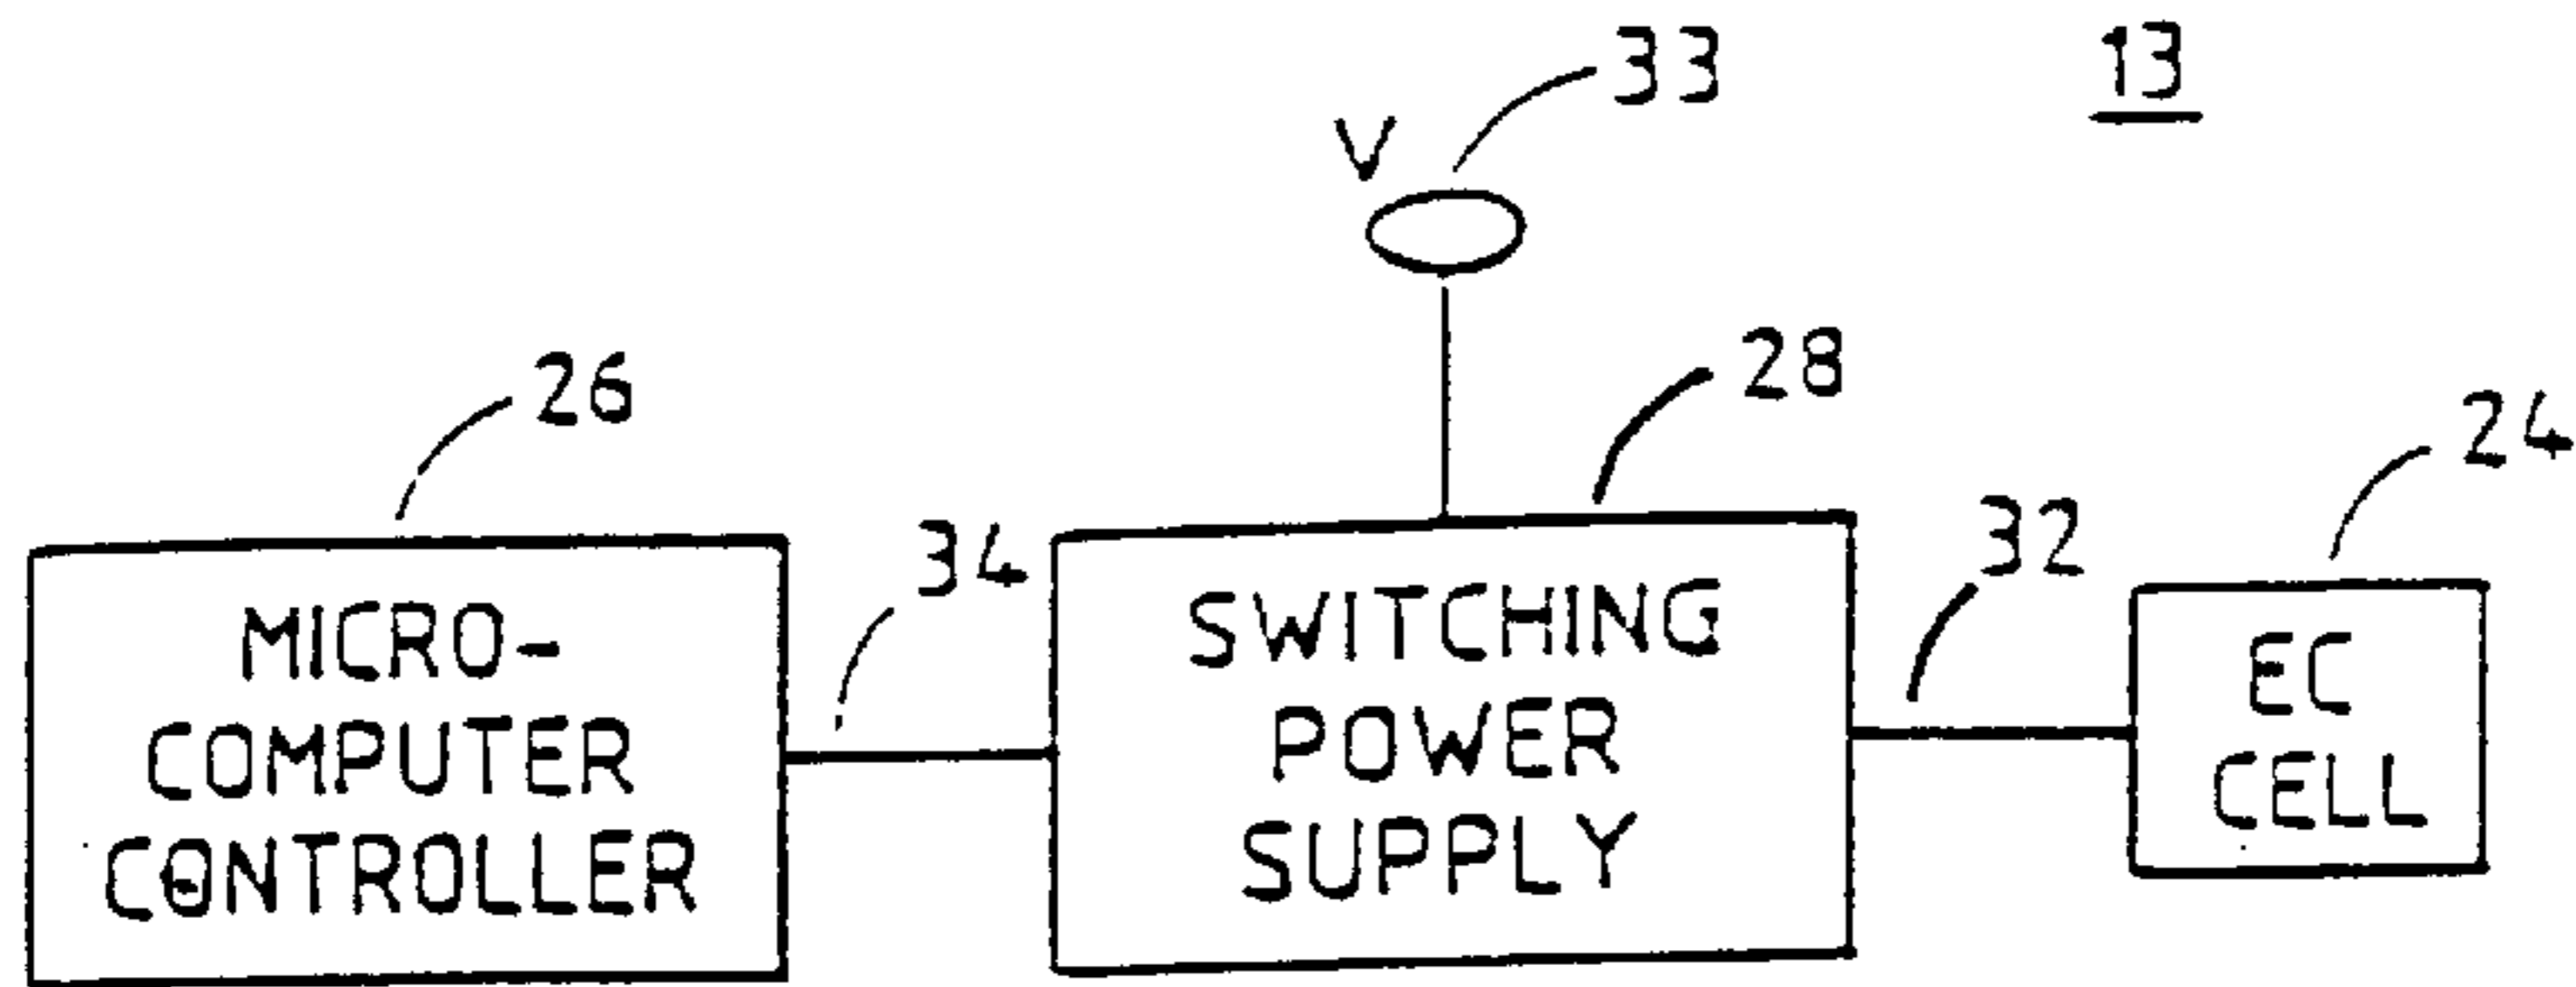 13
33
V
28
26
24
34
32
MICRO-
COMPUTER
CONTROLLER
SWITCHING
POWER
SUPPLY
EC
CELL